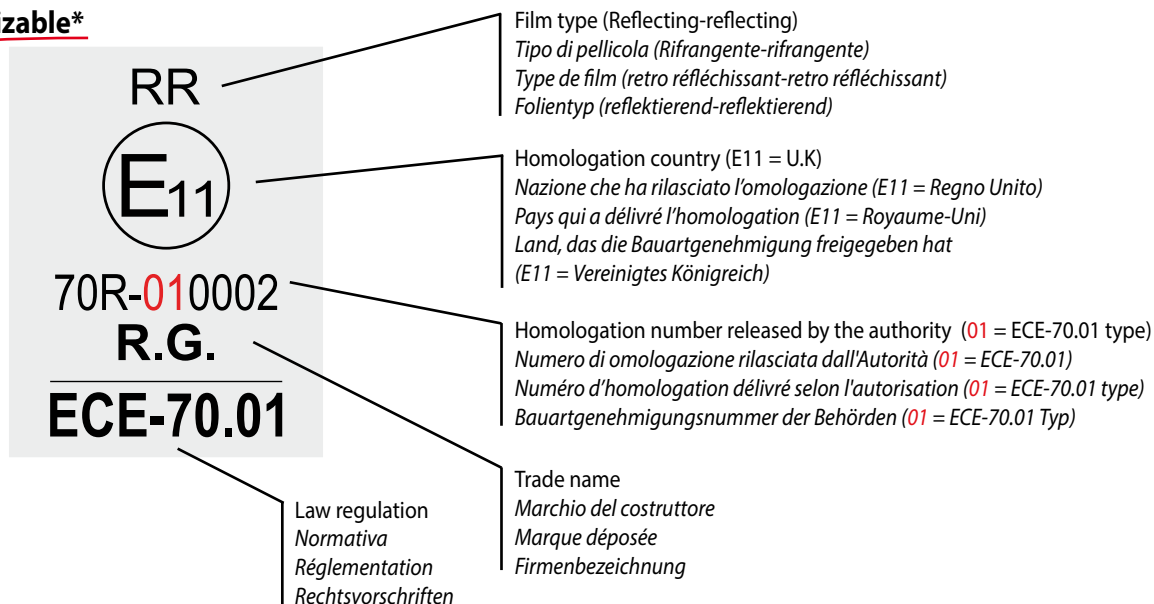 izable*
RR
E11
70R-010002
R.G.
ECE-70.01
Film type (Reflecting-reflecting)
Tipo di pellicola (Rifrangente-rifrangente)
Type de film (retro réfléchissant-retro réfléchissant)
Folientyp (reflektierend-reflektierend)
Homologation country (E11 = U.K)
Nazione che ha rilasciato l’omologazione (E11 = Regno Unito)
Pays qui a délivré l’homologation (E11 = Royaume-Uni)
Land, das die Bauartgenehmigung freigegeben hat
(E11 = Vereinigtes Königreich)
Homologation number released by the authority (01 = ECE-70.01 type)
Numero di omologazione rilasciata dall'Autorità (01 = ECE-70.01)
Numéro d’homologation délivré selon l'autorisation (01 = ECE-70.01 type)
Bauartgenehmigungsnummer der Behörden (01 = ECE-70.01 Typ)
Trade name
Marchio del costruttore
Marque déposée
Firmenbezeichnung
Law regulation
Normativa
Réglementation
Rechtsvorschriften